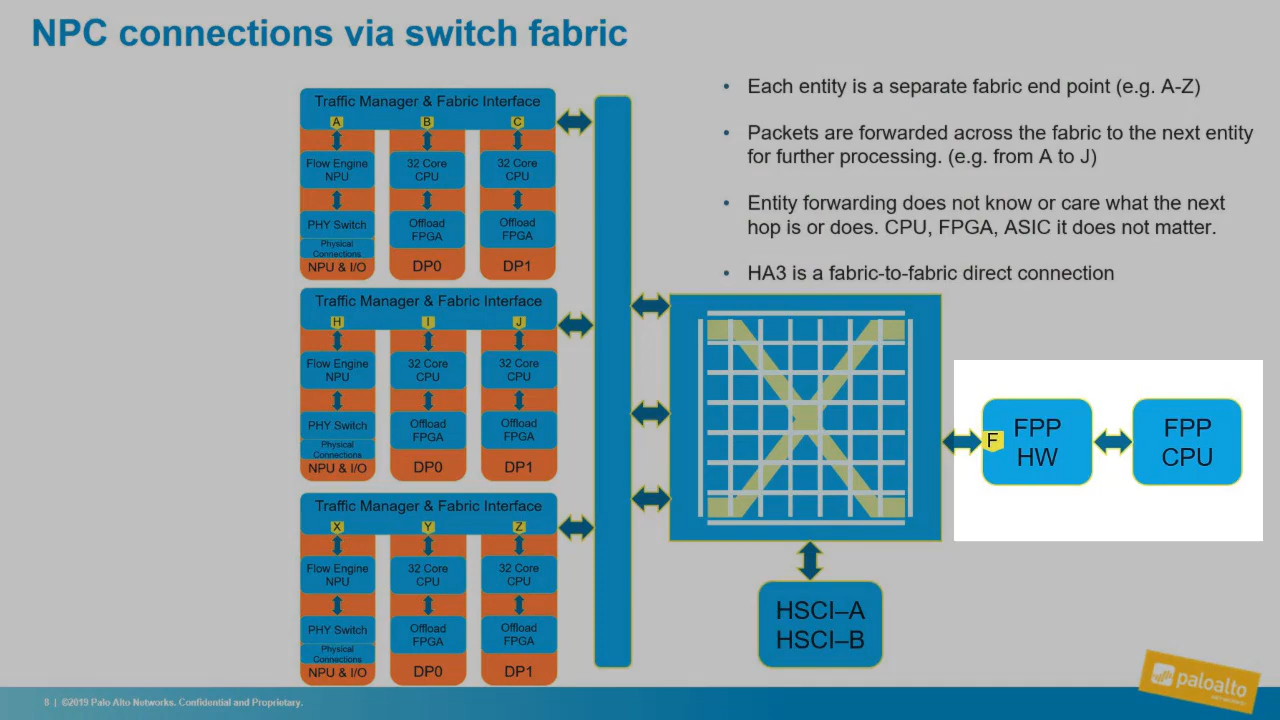 NPC connections via switch fabric
Traffic Manager & Fabric Interface
A
B
C
Flow Engine
NPU
32 Core
CPU
32 Core
CPU
PHY Switch
Physical
Connections
NPU & I/O
Offload
FPGA
DP0
Offload
FPGA
DP1
Traffic Manager & Fabric Interface
H
I
J
Flow Engine
NPU
32 Core
CPU
32 Core
CPU
PHY Switch
Physical
Connections
NPU & I/O
Offload
FPGA
DP0
Offload
FPGA
DP1
Traffic Manager & Fabric Interface
X
Y
Z
Flow Engine
NPU
32 Core
CPU
32 Core
CPU
PHY Switch
Physical
Connections
NPU & I/O
Offload
FPGA
DP0
Offload
FPGA
DP1
• Each entity is a separate fabric end point (e.g. A-Z)
• Packets are forwarded across the fabric to the next entity
for further processing. (e.g. from A to J)
• Entity forwarding does not know or care what the next
hop is or does. CPU, FPGA, ASIC it does not matter.
• HA3 is a fabric-to-fabric direct connection
F
FPP
HW
FPP
CPU
HSCI–A
HSCI–B
8 | ©2019 Palo Alto Networks. Confidential and Proprietary.
paloalto
NETWORKS